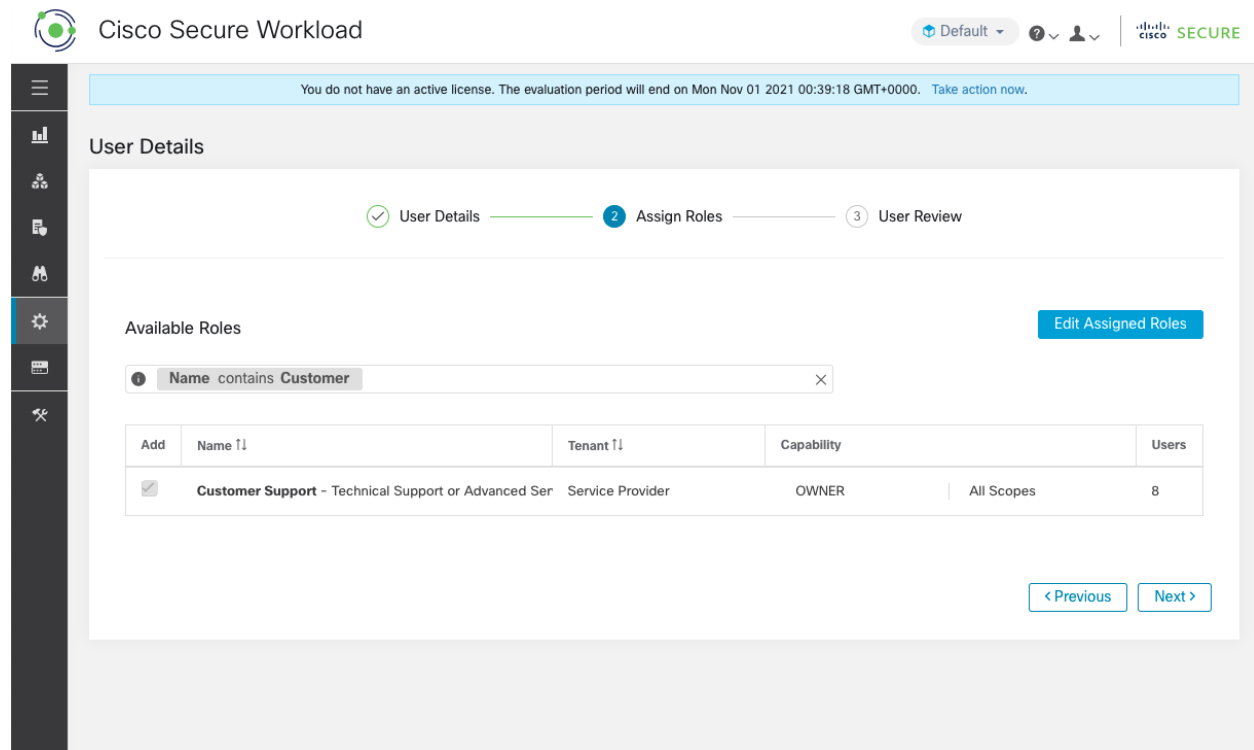 Cisco Secure Workload
Default
cisco SECURE
You do not have an active license. The evaluation period will end on Mon Nov 01 2021 00:39:18 GMT+0000. Take action now.
User Details
User Details 2 Assign Roles 3 User Review
Available Roles
Edit Assigned Roles
Name contains Customer
Add Name Tenant Capability Users
Customer Support - Technical Support or Advanced Ser Service Provider OWNER All Scopes 8
Previous Next